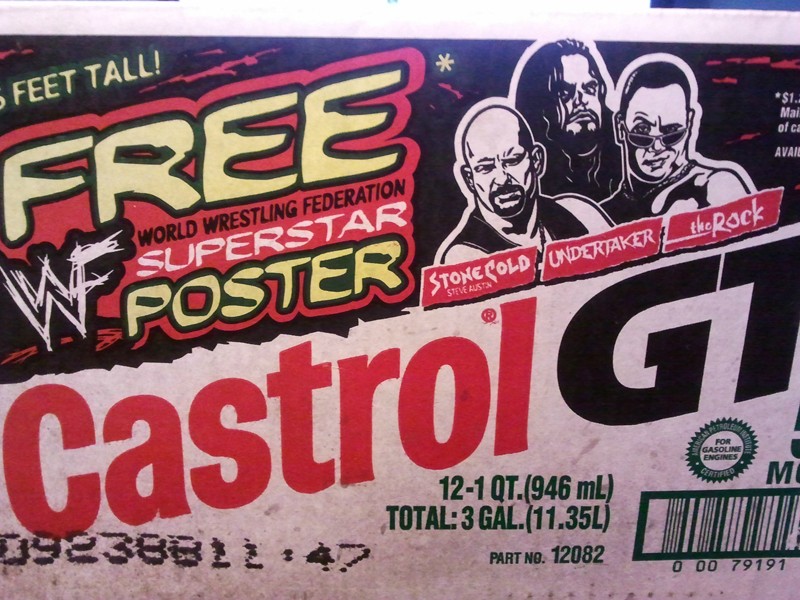 FEET TALL!
FREE*
WORLD WRESTLING FEDERATION
SUPERSTAR
POSTER
WF
STONE COLD
STEVE AUSTIN
UNDERTAKER
the Rock
*$1.
of
Castrol® GT
12-1 QT.(946 mL)
TOTAL: 3 GAL.(11.35L)
PART NO. 12082
FOR
GASOLINE
ENGINES
CERTIFIED
0 00 79191